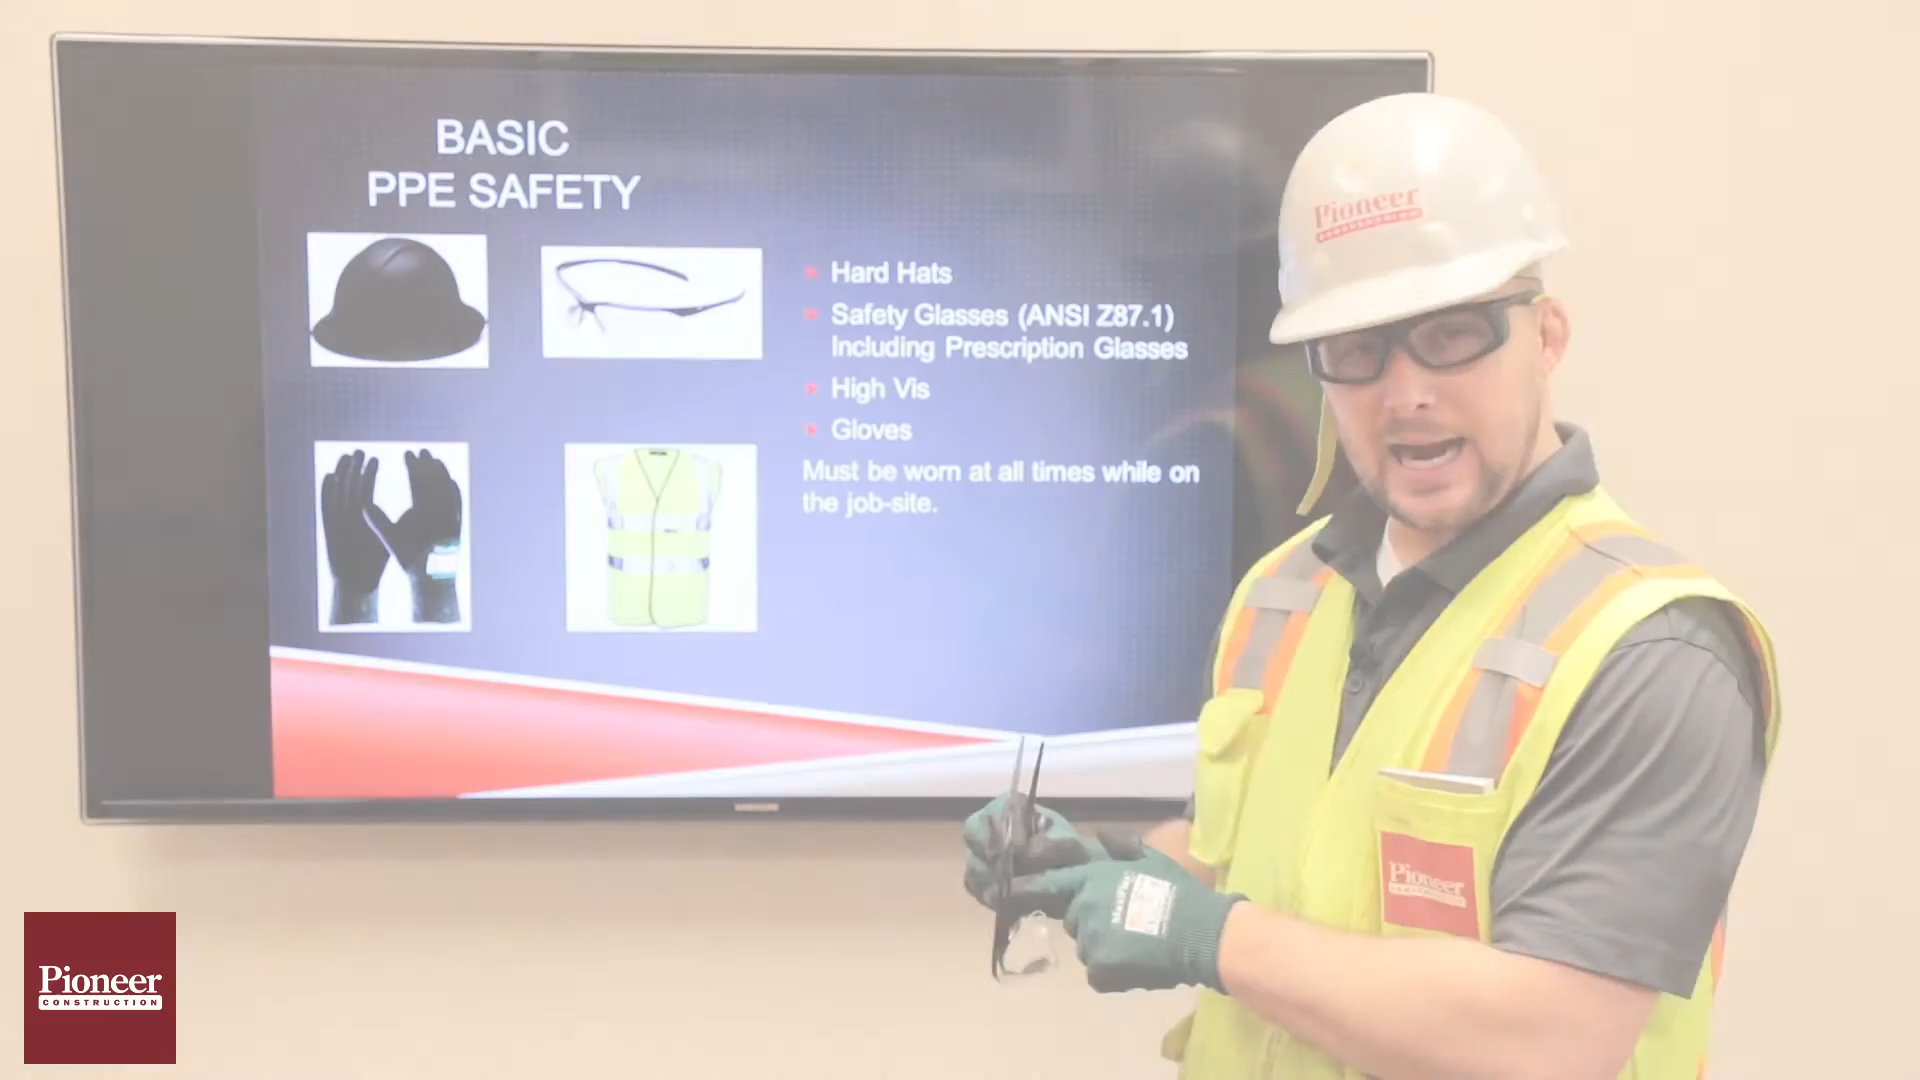 BASIC
PPE SAFETY
Hard Hats
Safety Glasses (ANSI Z87.1)
Including Prescription Glasses
High Vis
Gloves
Must be worn at all times while on
the job-site.
Pioneer
Pioneer
Pioneer
CONSTRUCTION